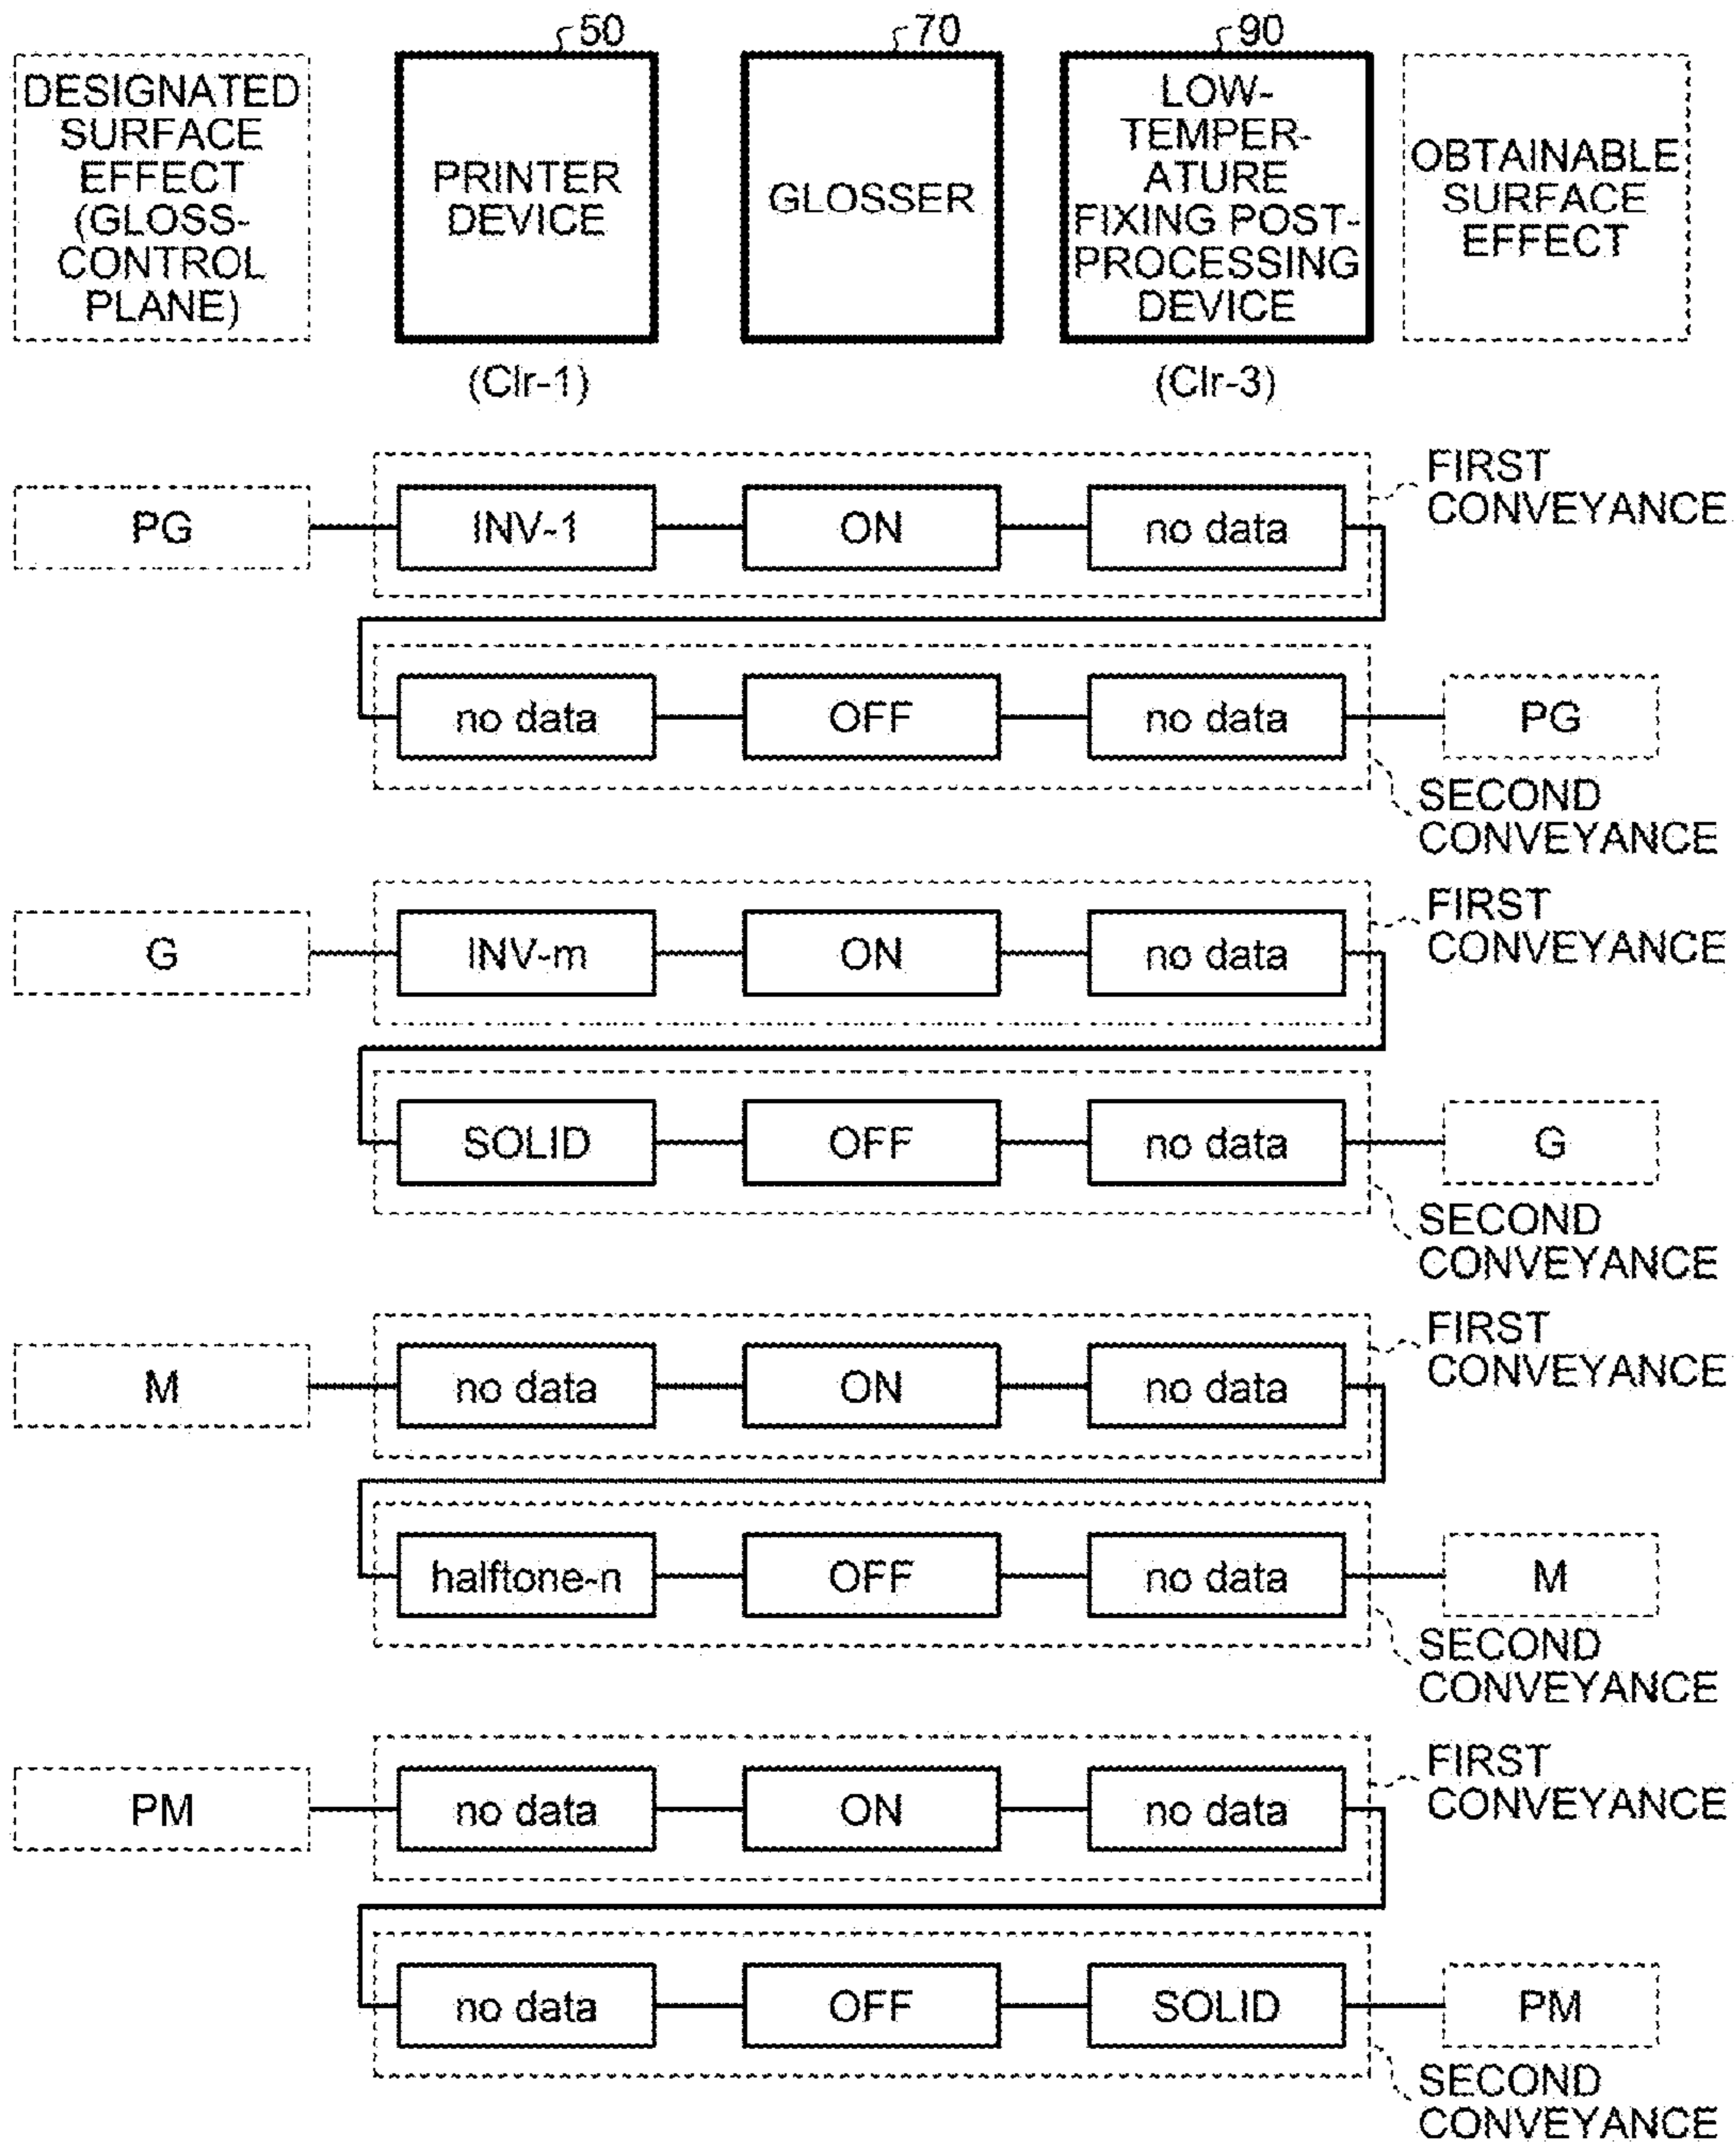 50
70
90
DESIGNATED
SURFACE
EFFECT
(GLOSS-
CONTROL
PLANE)
PRINTER
DEVICE
GLOSSER
LOW-
TEMPER-
ATURE
FIXING POST-
PROCESSING
DEVICE
OBTAINABLE
SURFACE
EFFECT
(Clr-1)
(Clr-3)
PG
INV-1
ON
no data
FIRST
CONVEYANCE
no data
OFF
no data
PG
SECOND
CONVEYANCE
G
INV-m
ON
no data
FIRST
CONVEYANCE
SOLID
OFF
no data
G
SECOND
CONVEYANCE
M
no data
ON
no data
FIRST
CONVEYANCE
halftone-n
OFF
no data
M
SECOND
CONVEYANCE
PM
no data
ON
no data
FIRST
CONVEYANCE
no data
OFF
SOLID
PM
SECOND
CONVEYANCE